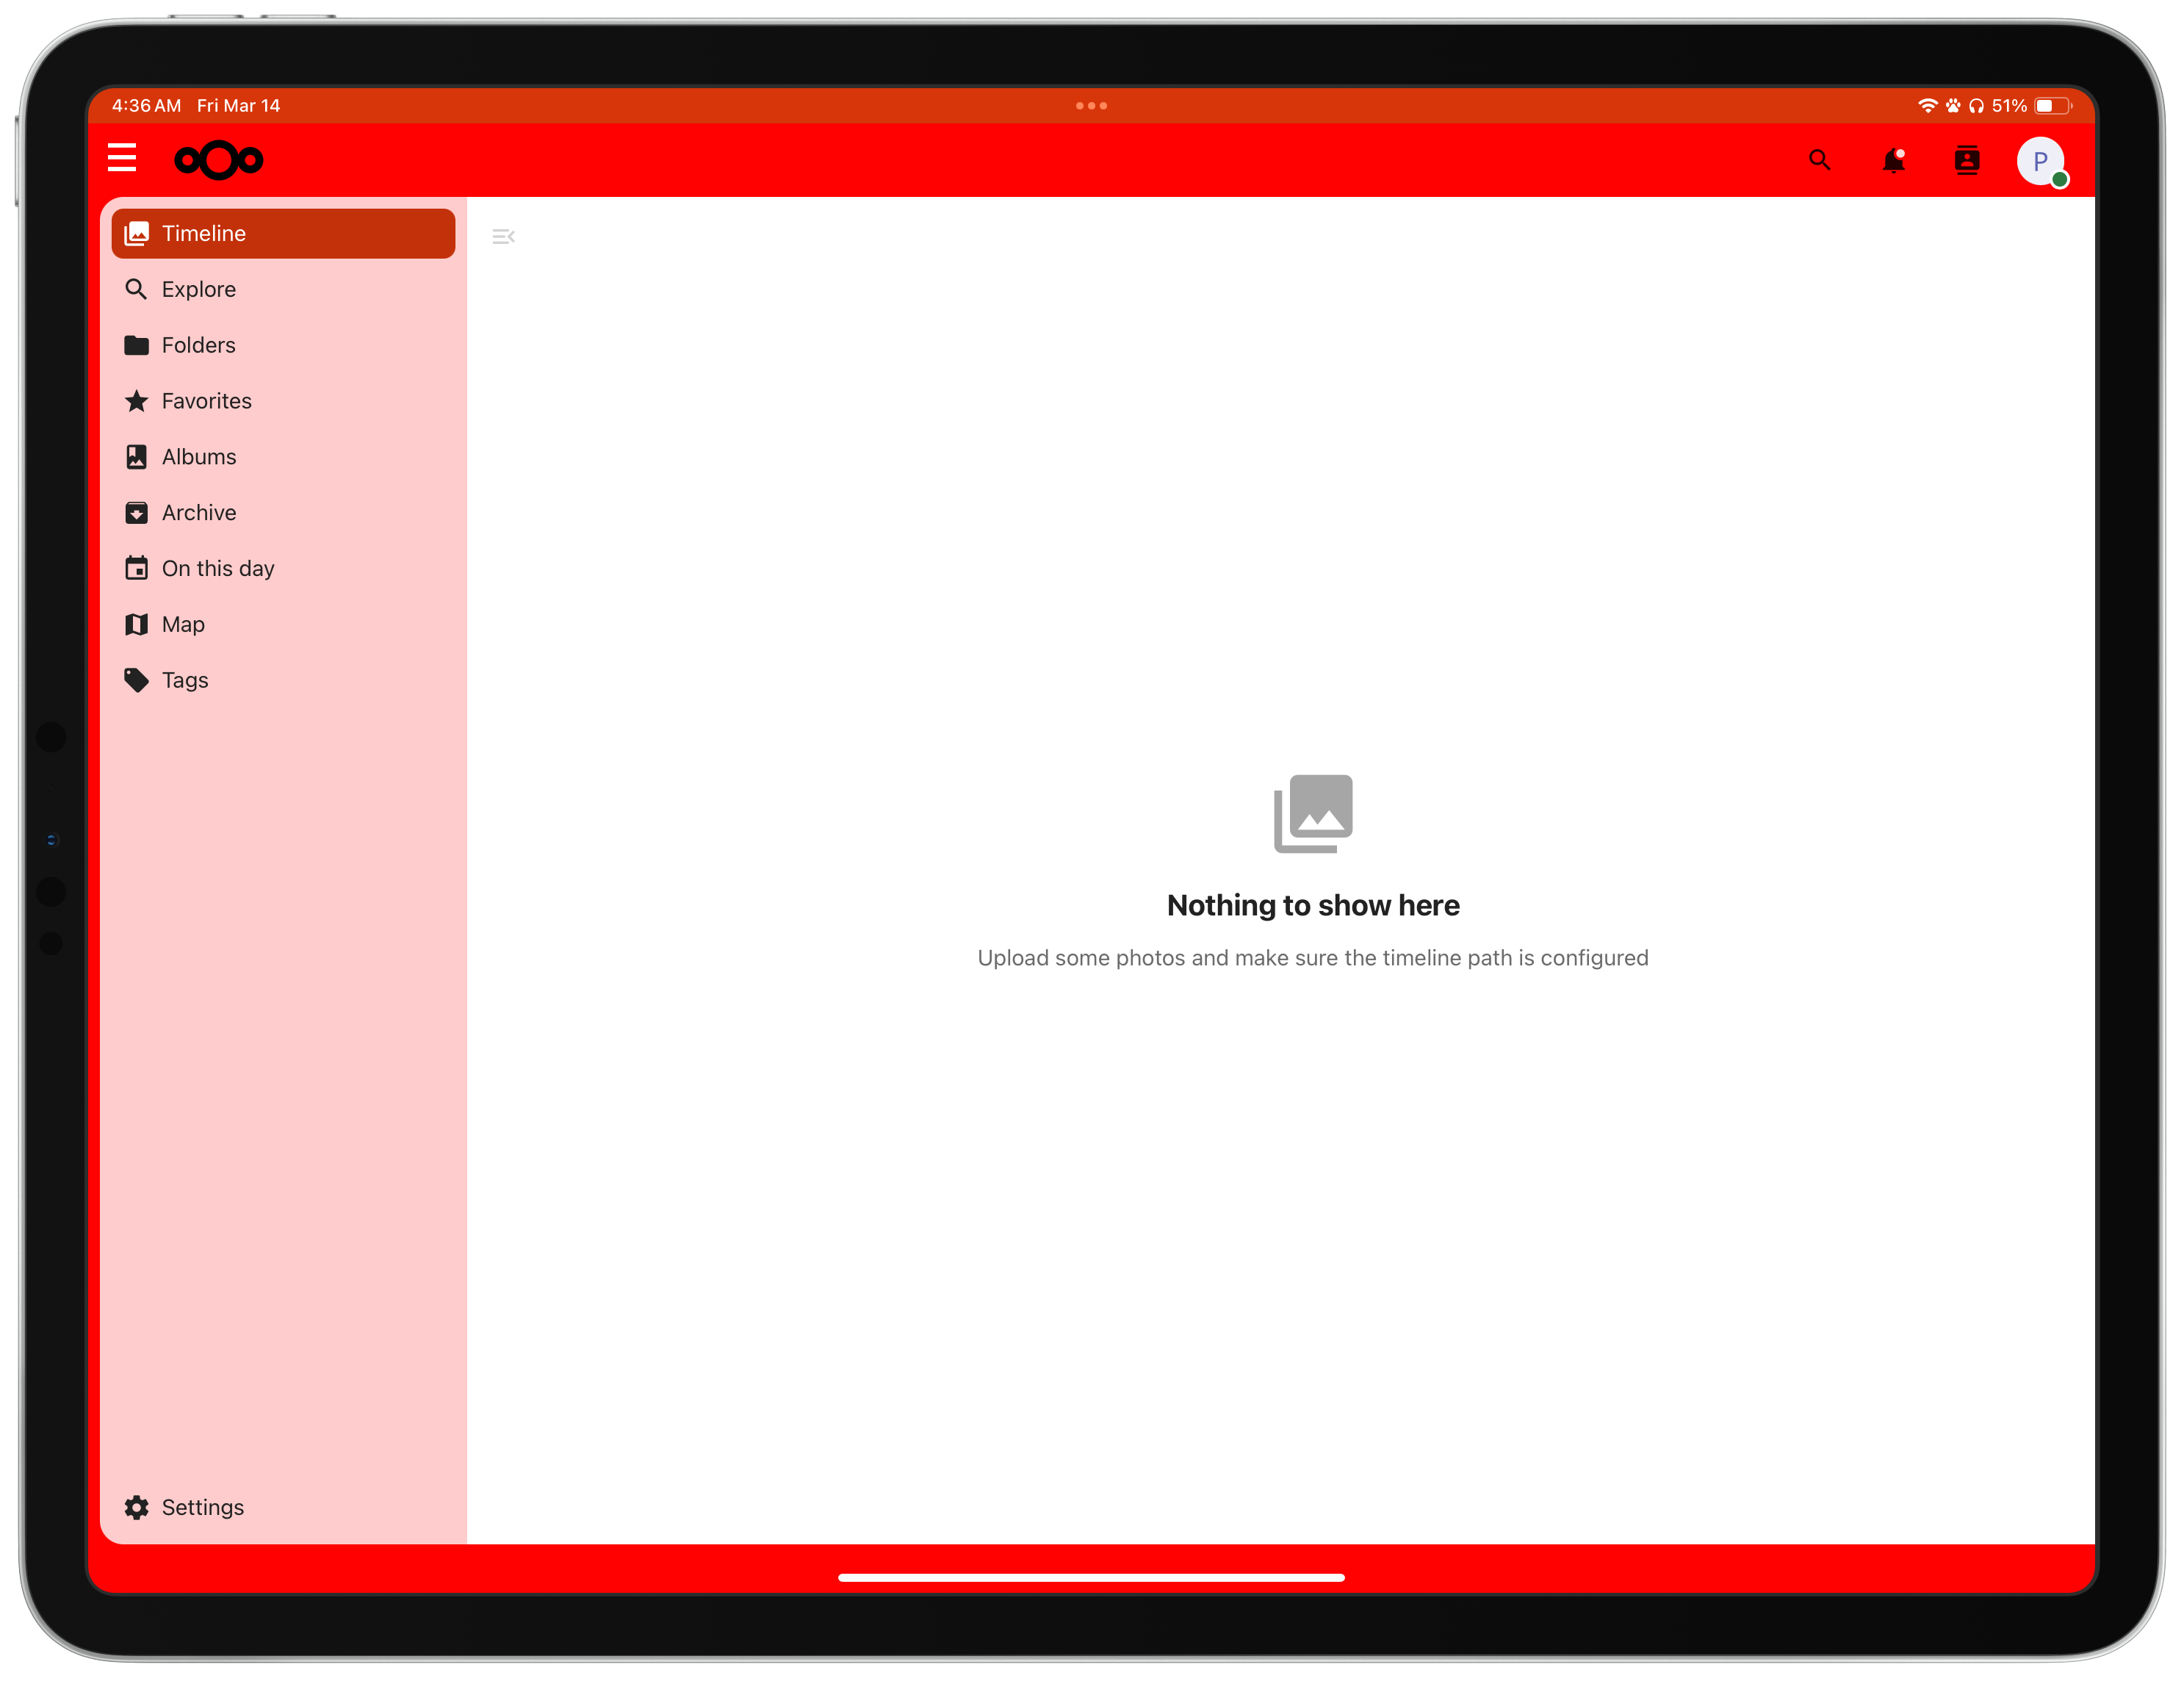 4:36 AM Fri Mar 14
51%
P
Timeline
Explore
Folders
Favorites
Albums
Archive
On this day
Map
Tags
Nothing to show here
Upload some photos and make sure the timeline path is configured
Settings